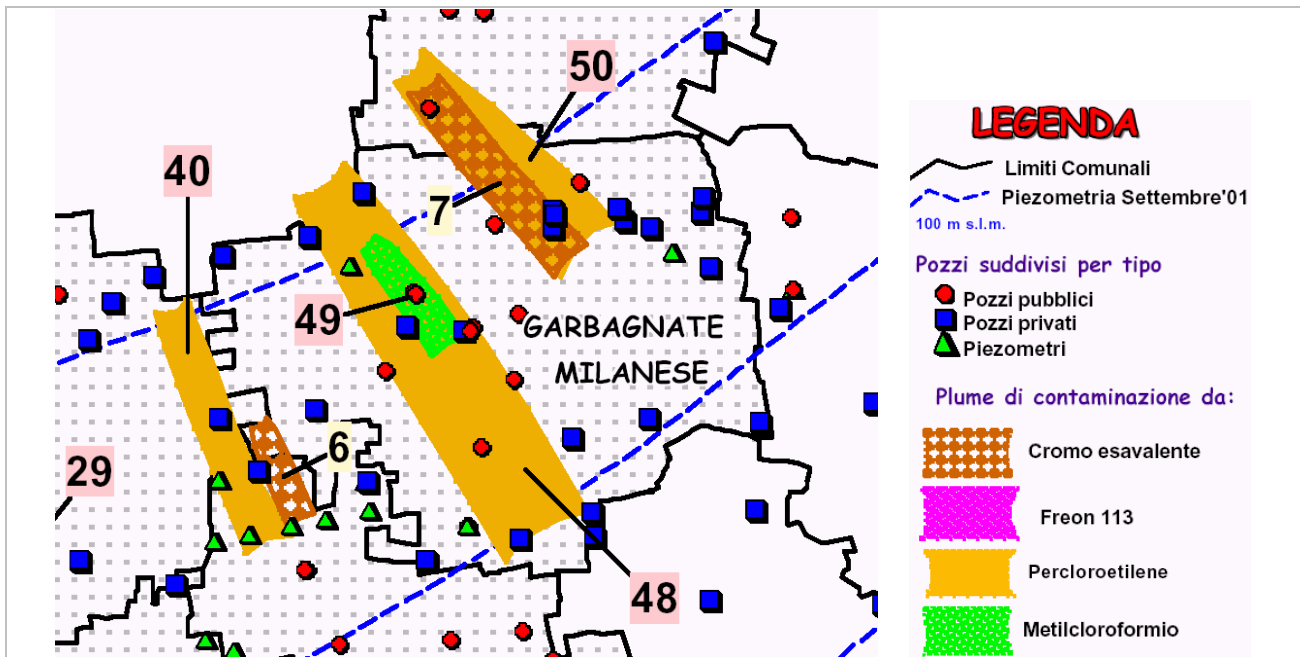 50
40
7
49
GARBAGNATE
MILANESE
6
29
48
LEGENDA
Limiti Comunali
Piezometria Settembre'01
100 m s.l.m.
Pozzi suddivisi per tipo
Pozzi pubblici
Pozzi privati
Piezometri
Plume di contaminazione da:
Cromo esavalente
Freon 113
Percloroetilene
Metilcloroformio